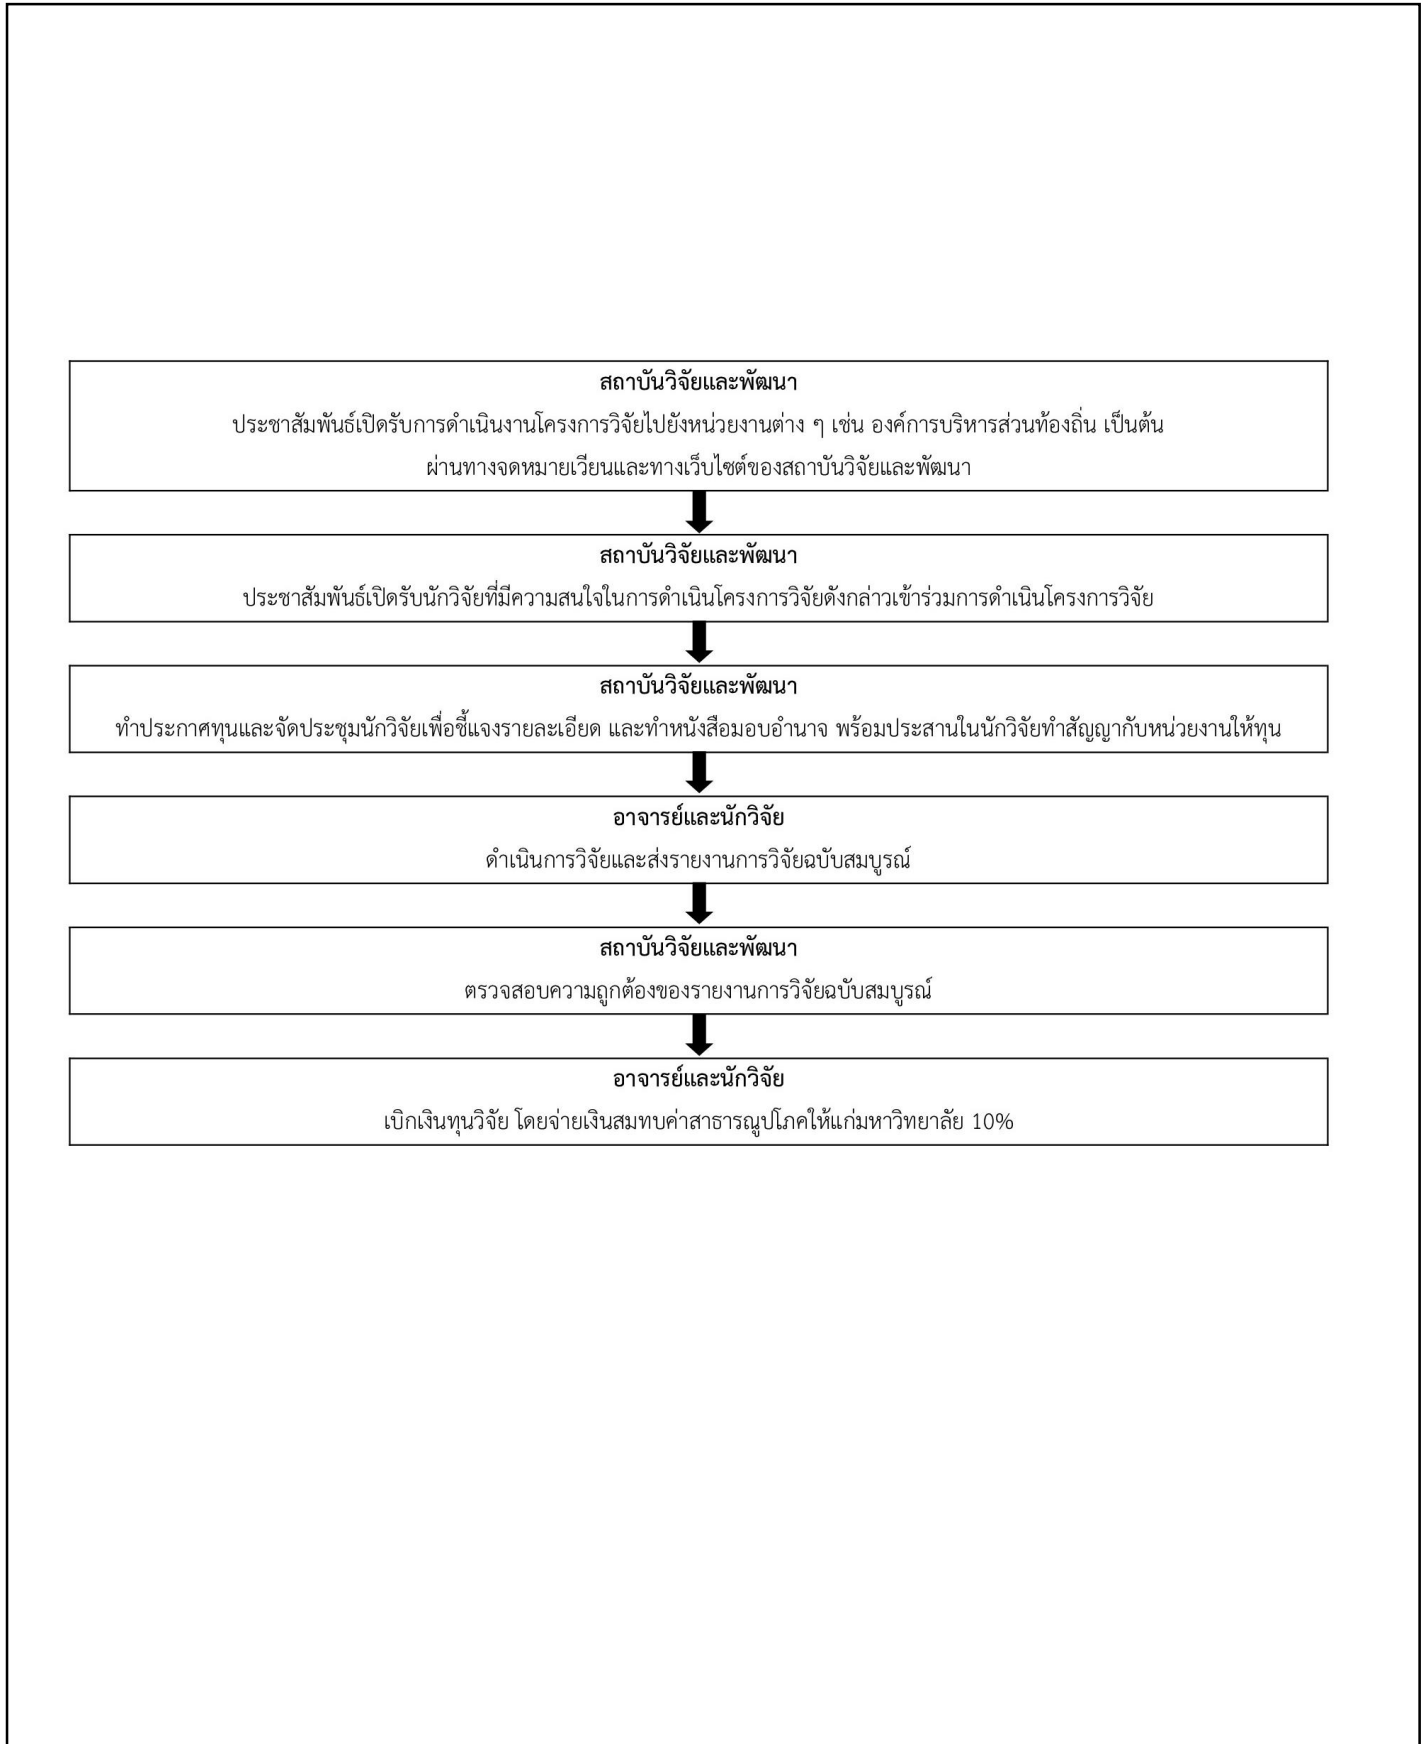 สถาบันวิจัยและพัฒนา
ประชาสัมพันธ์เปิดรับการดำเนินงานโครงการวิจัยไปยังหน่วยงานต่าง ๆ เช่น องค์การบริหารส่วนท้องถิ่น เป็นต้น
ผ่านทางจดหมายเวียนและทางเว็บไซต์ของสถาบันวิจัยและพัฒนา
สถาบันวิจัยและพัฒนา
ประชาสัมพันธ์เปิดรับนักวิจัยที่มีความสนใจในการดำเนินโครงการวิจัยดังกล่าวเข้าร่วมการดำเนินโครงการวิจัย
สถาบันวิจัยและพัฒนา
ทำประกาศทุนและจัดประชุมนักวิจัยเพื่อชี้แจงรายละเอียด และทำหนังสือมอบอำนาจ พร้อมประสานในนักวิจัยทำสัญญากับหน่วยงานให้ทุน
อาจารย์และนักวิจัย
ดำเนินการวิจัยและส่งรายงานการวิจัยฉบับสมบูรณ์
สถาบันวิจัยและพัฒนา
ตรวจสอบความถูกต้องของรายงานการวิจัยฉบับสมบูรณ์
อาจารย์และนักวิจัย
เบิกเงินทุนวิจัย โดยจ่ายเงินสมทบค่าสาธารณูปโภคให้แก่มหาวิทยาลัย 10%